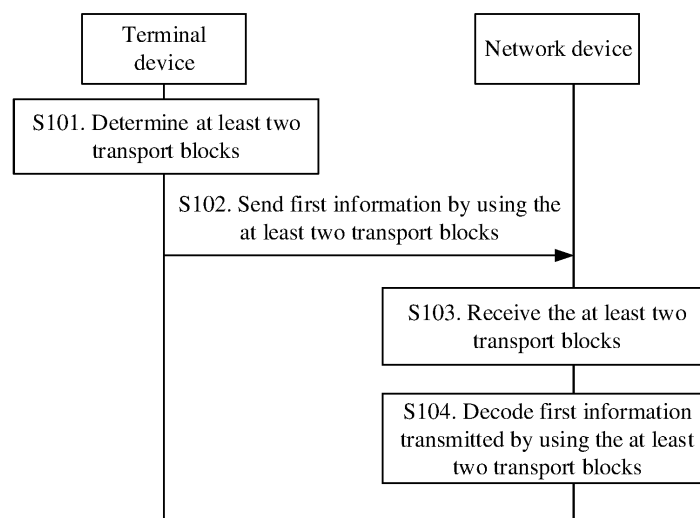 Terminal
device
Network device
S101. Determine at least two
transport blocks
S102. Send first information by using the
at least two transport blocks
S103. Receive the at least two
transport blocks
S104. Decode first information
transmitted by using the at least
two transport blocks